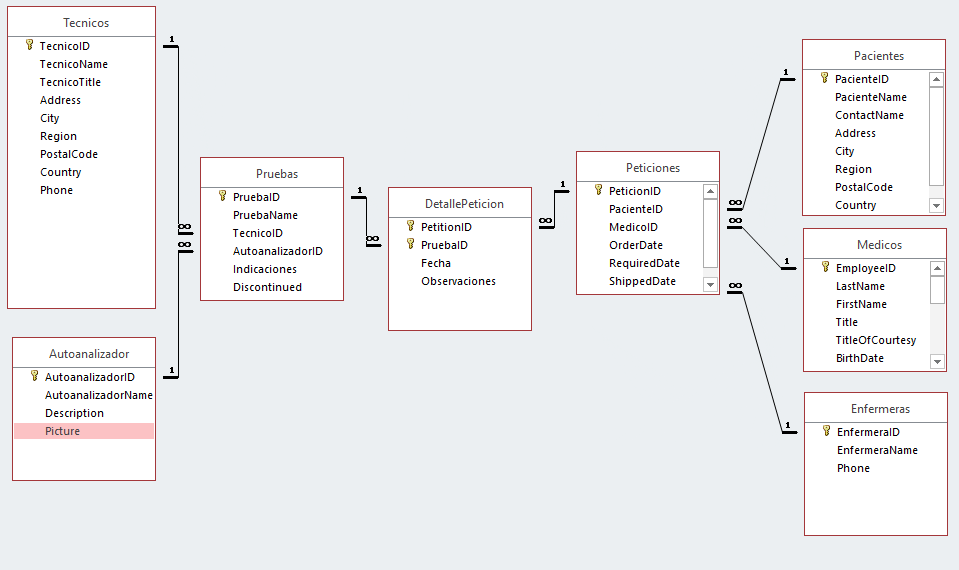 Tecnicos
TecnicoID
TecnicoName
TecnicoTitle
Address
City
Region
PostalCode
Country
Phone
Autoanalizador
AutoanalizadorID
AutoanalizadorName
Description
Picture
1
∞
∞
1
Pruebas
PruebaID
PruebaName
TecnicoID
AutoanalizadorID
Indicaciones
Discontinued
1
∞
DetallePeticion
PetitionID
PruebaID
Fecha
Observaciones
1
∞
Peticiones
PeticionID
PacienteID
MedicoID
OrderDate
RequiredDate
ShippedDate
1
∞
∞
1
∞
1
Pacientes
PacienteID
PacienteName
ContactName
Address
City
Region
PostalCode
Country
Medicos
EmployeeID
LastName
FirstName
Title
TitleOfCourtesy
BirthDate
Enfermeras
EnfermeraID
EnfermeraName
Phone